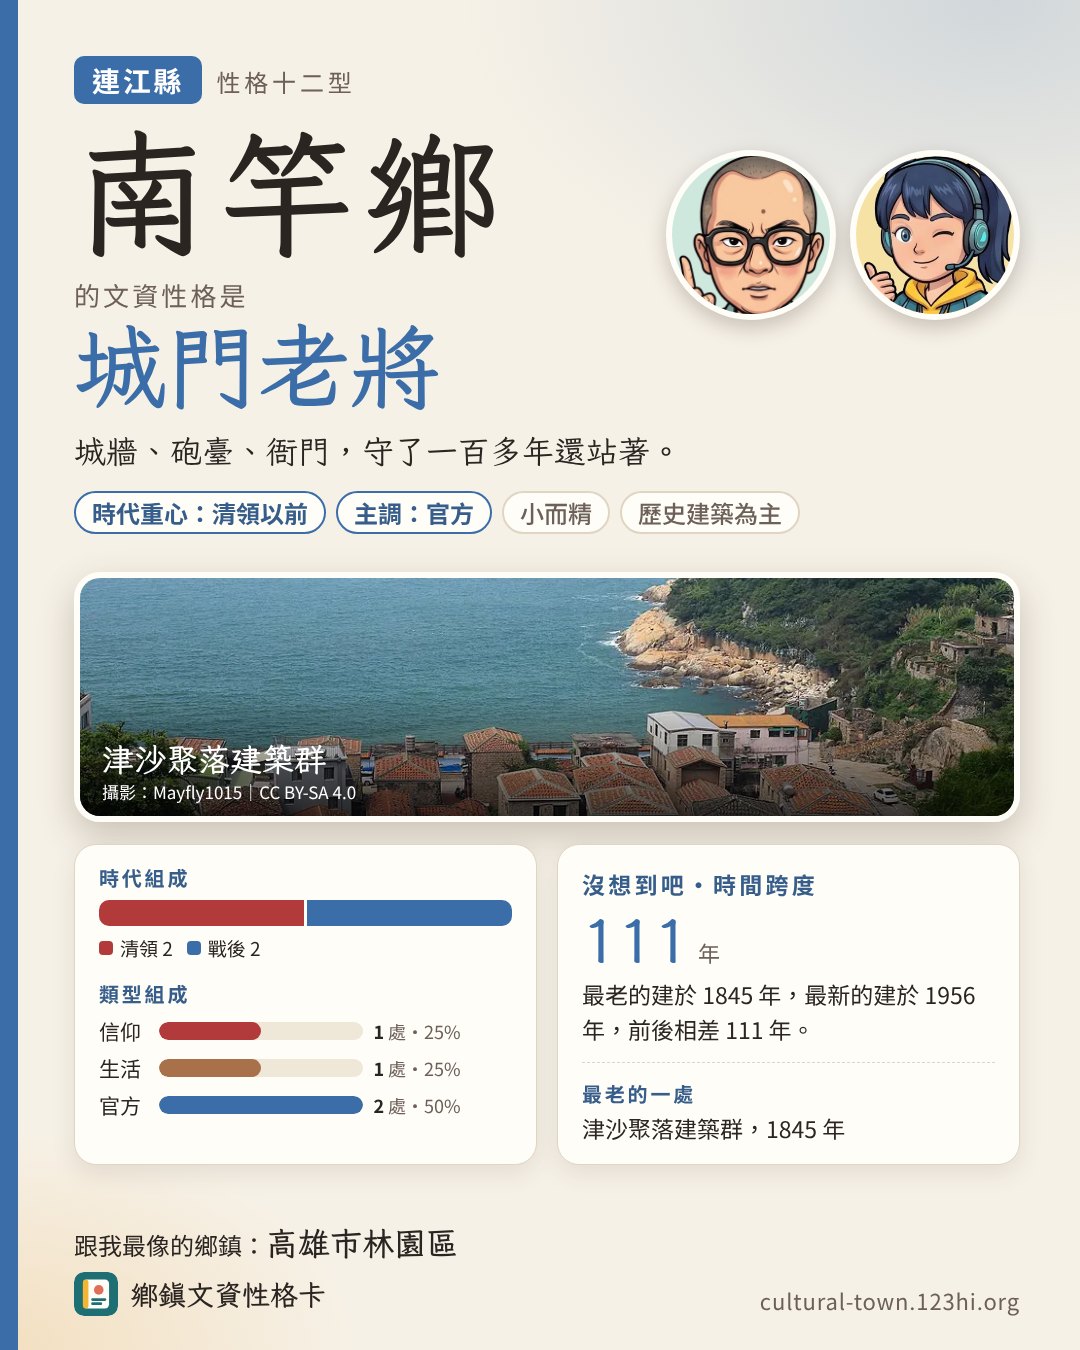 連江縣 性格十二型
南竿鄉
的文資性格是
城門老將
城牆、砲臺、衙門，守了一百多年還站著。
時代重心：清領以前 主調：官方 小而精 歷史建築為主
津沙聚落建築群
攝影：Mayfly1015｜CC BY-SA 4.0
時代組成
清領 2 戰後 2
類型組成
信仰 1 處・25%
生活 1 處・25%
官方 2 處・50%
沒想到吧・時間跨度
111 年
最老的建於 1845 年，最新的建於 1956
年，前後相差 111 年。
最老的一處
津沙聚落建築群，1845 年
跟我最像的鄉鎮：高雄市林園區
鄉鎮文資性格卡
cultural-town.123hi.org